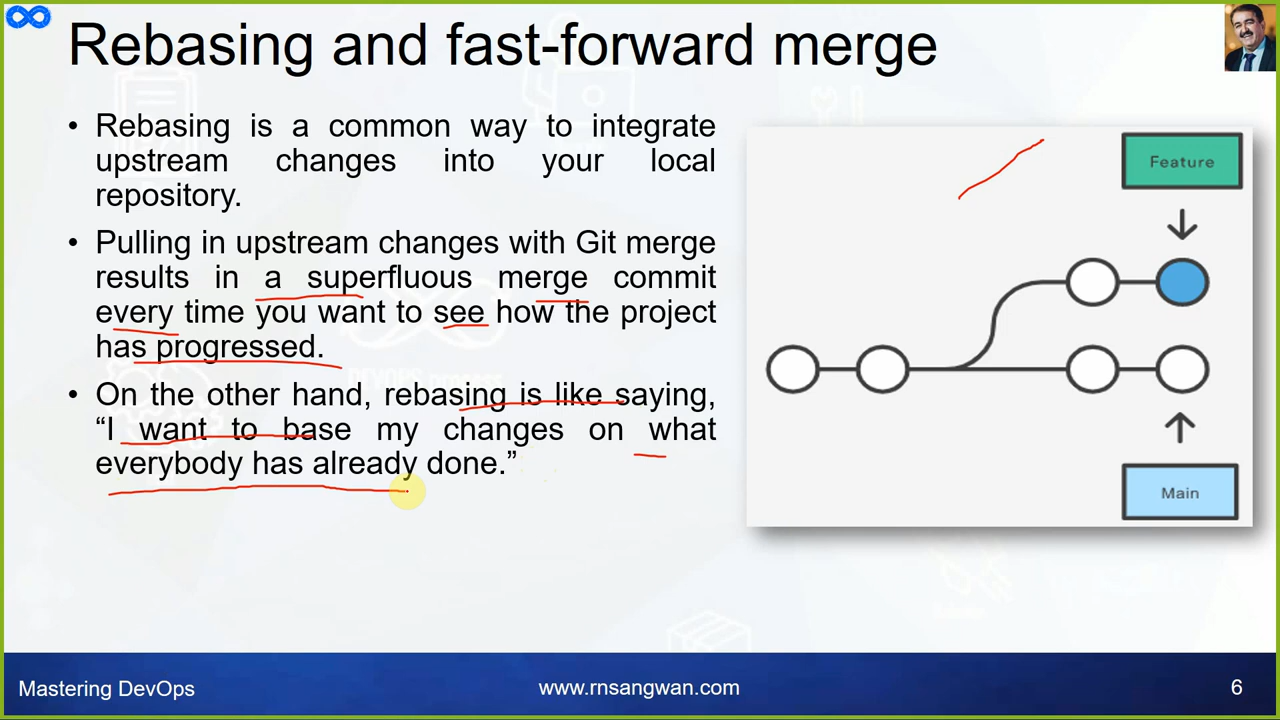 Rebasing and fast-forward merge
• Rebasing is a common way to integrate
upstream changes into your local
repository.
• Pulling in upstream changes with Git merge
results in a superfluous merge commit
every time you want to see how the project
has progressed.
• On the other hand, rebasing is like saying,
“I want to base my changes on what
everybody has already done.”
Feature
Main
Mastering DevOps
www.rnsangwan.com
6